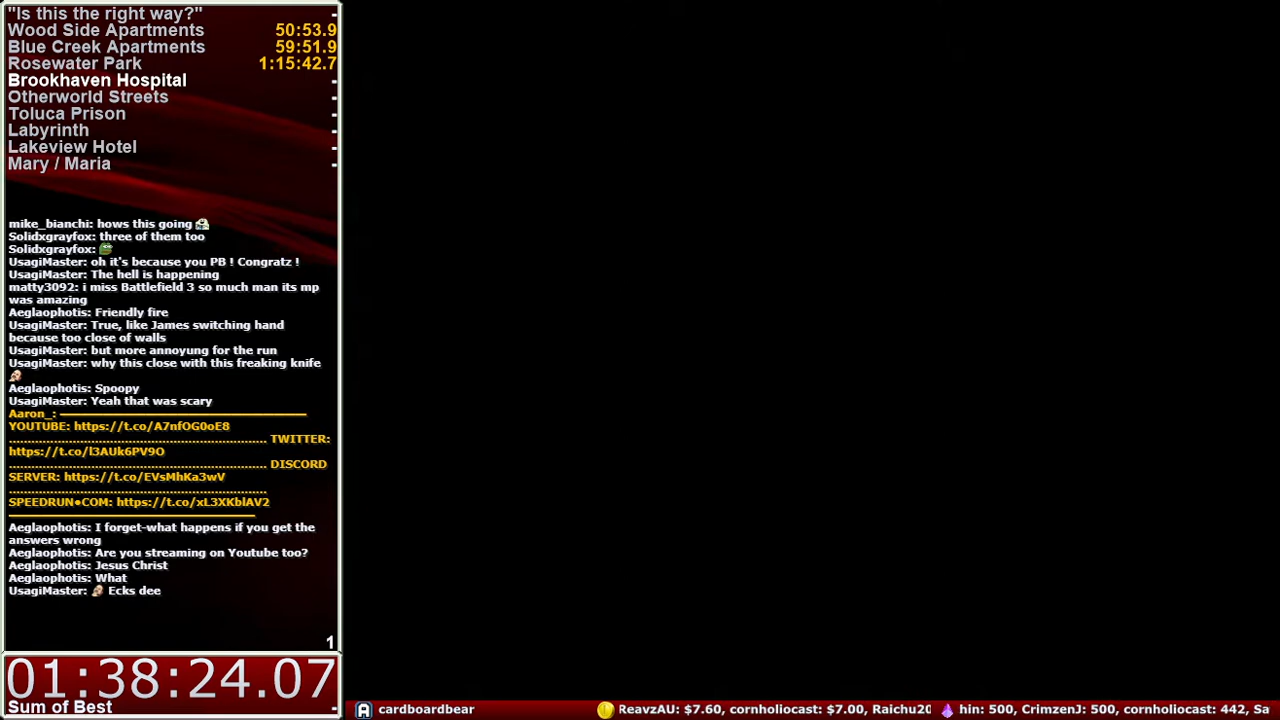 "Is this the right way?" -
Wood Side Apartments 50:53.9
Blue Creek Apartments 59:51.9
Rosewater Park 1:15:42.7
Brookhaven Hospital -
Otherworld Streets -
Toluca Prison -
Labyrinth -
Lakeview Hotel -
Mary / Maria -
mike_bianchi: hows this going
Solidxgrayfox: three of them too
Solidxgrayfox:
UsagiMaster: oh it's because you PB ! Congratz !
UsagiMaster: The hell is happening
matty3092: i miss Battlefield 3 so much man its mp
was amazing
Aeglaophotis: Friendly fire
UsagiMaster: True, like James switching hand
because too close of walls
UsagiMaster: but more annoyung for the run
UsagiMaster: why this close with this freaking knife
Aeglaophotis: Spoopy
UsagiMaster: Yeah that was scary
Aaron_: ━━━━━━━━━━━━━━━━━━━━
YOUTUBE: https://t.co/A7nfOG0oE8
...................................................................... TWITTER:
https://t.co/l3AUk6PV9O
...................................................................... DISCORD
SERVER: https://t.co/EVsMhKa3wV
......................................................................
SPEEDRUN●COM: https://t.co/xL3XKblAV2
━━━━━━━━━━━━━━━━━━━━
Aeglaophotis: I forget-what happens if you get the
answers wrong
Aeglaophotis: Are you streaming on Youtube too?
Aeglaophotis: Jesus Christ
Aeglaophotis: What
UsagiMaster: Ecks dee
1
01:38:24.07
Sum of Best -
cardboardbear ReavzAU: $7.60, cornholiocast: $7.00, Raichu20 hin: 500, CrimzenJ: 500, cornholiocast: 442, Sa